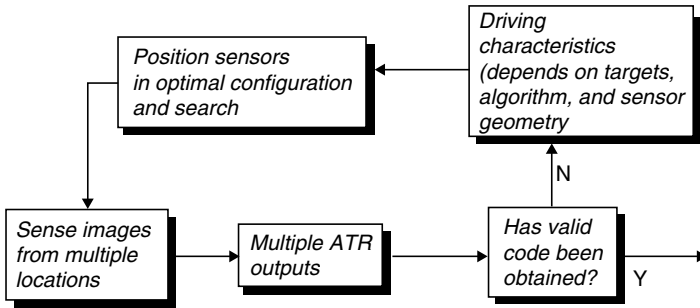 Position sensors
in optimal configuration
and search
Driving
characteristics
(depends on targets,
algorithm, and sensor
geometry
N
Sense images
from multiple
locations
Multiple ATR
outputs
Has valid
code been
obtained?
Y